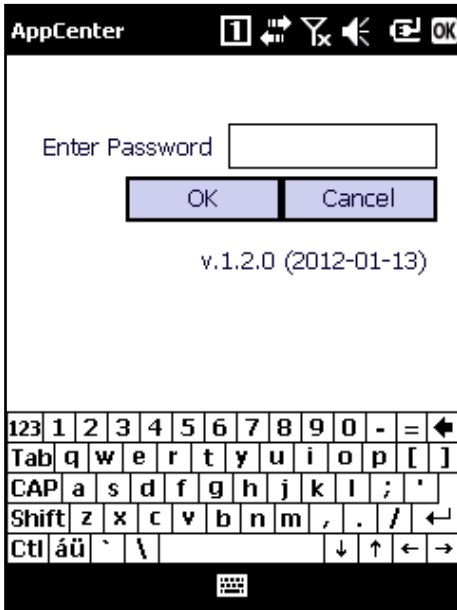 AppCenter 1 OK
Enter Password
OK Cancel
v.1.2.0 (2012-01-13)
123 1 2 3 4 5 6 7 8 9 0 - = ←
Tab q w e r t y u i o p [ ]
CAP a s d f g h j k l ; '
Shift z x c v b n m , . / ↵
Ctl áü ` \ ↓ ↑ ← →